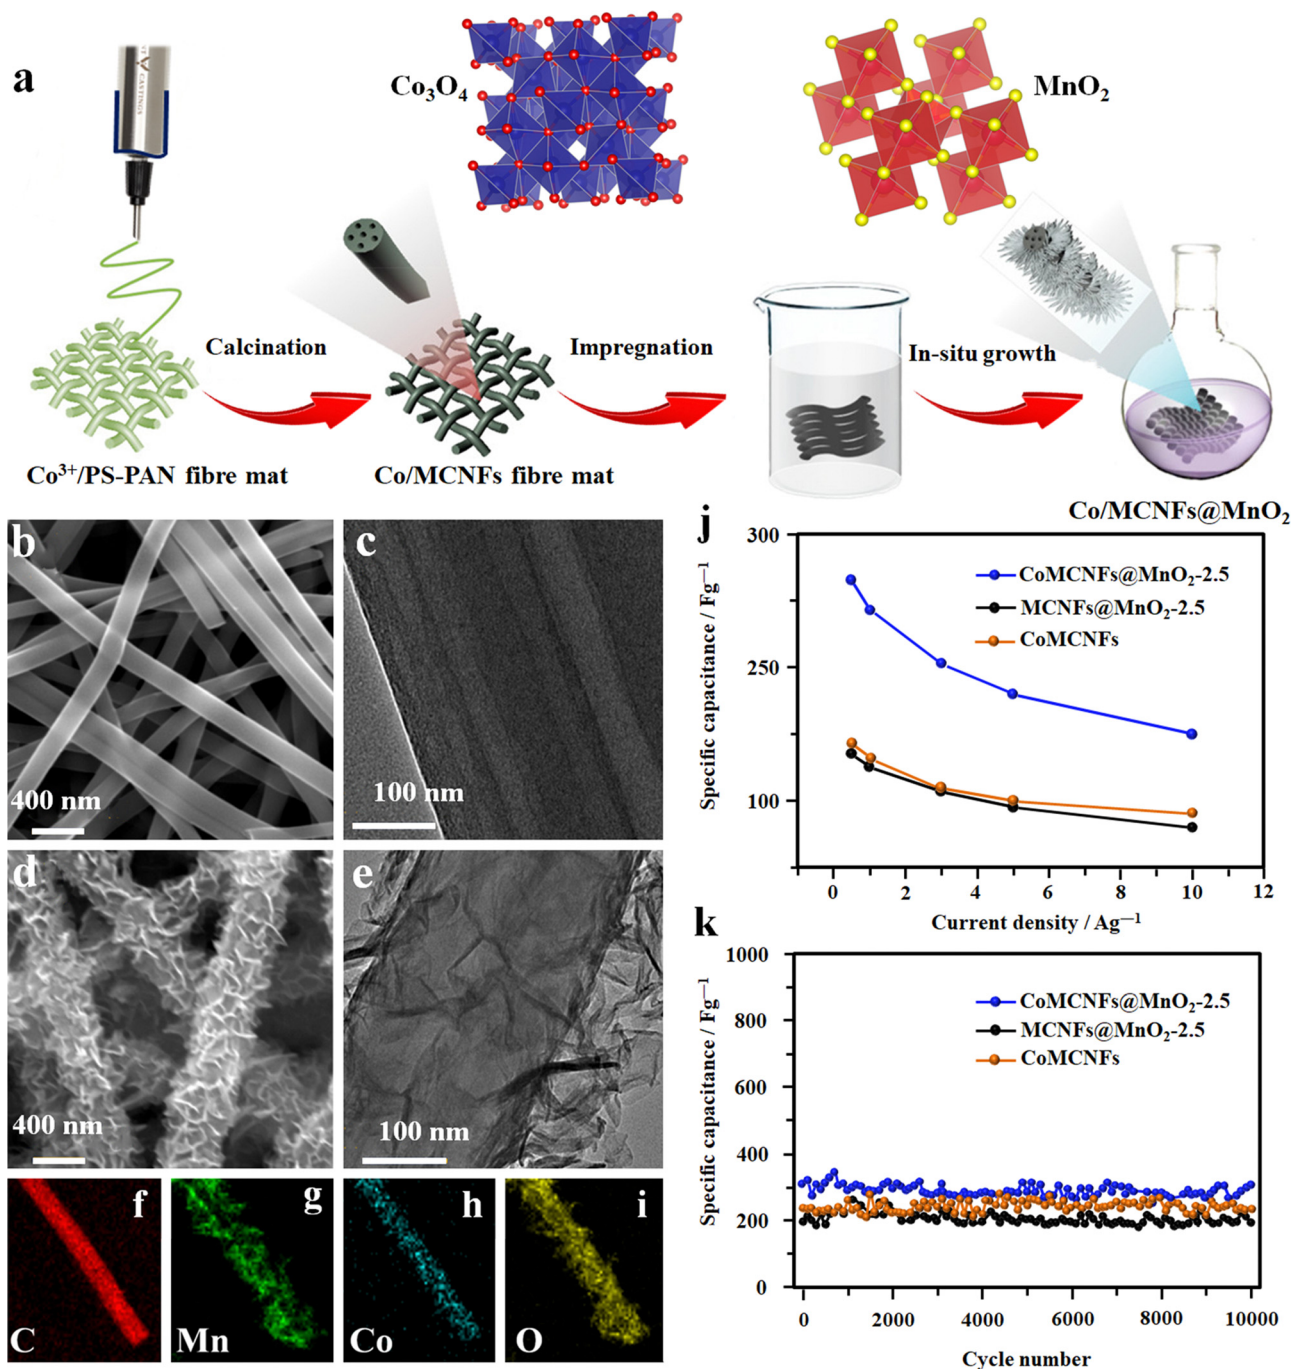 a
CASTINGS
Co3O4
MnO2
Calcination
Impregnation
In-situ growth
Co3+/PS-PAN fibre mat
Co/MCNFs fibre mat
Co/MCNFs@MnO2
b
400 nm
c
100 nm
d
400 nm
e
100 nm
f
C
g
Mn
h
Co
i
O
j
Specific capacitance / Fg—1
300
250
100
CoMCNFs@MnO2-2.5
MCNFs@MnO2-2.5
CoMCNFs
0 2 4 6 8 10 12
Current density / Ag—1
k
Specific capacitance / Fg—1
1000
800
600
400
200
0
CoMCNFs@MnO2-2.5
MCNFs@MnO2-2.5
CoMCNFs
0 2000 4000 6000 8000 10000
Cycle number